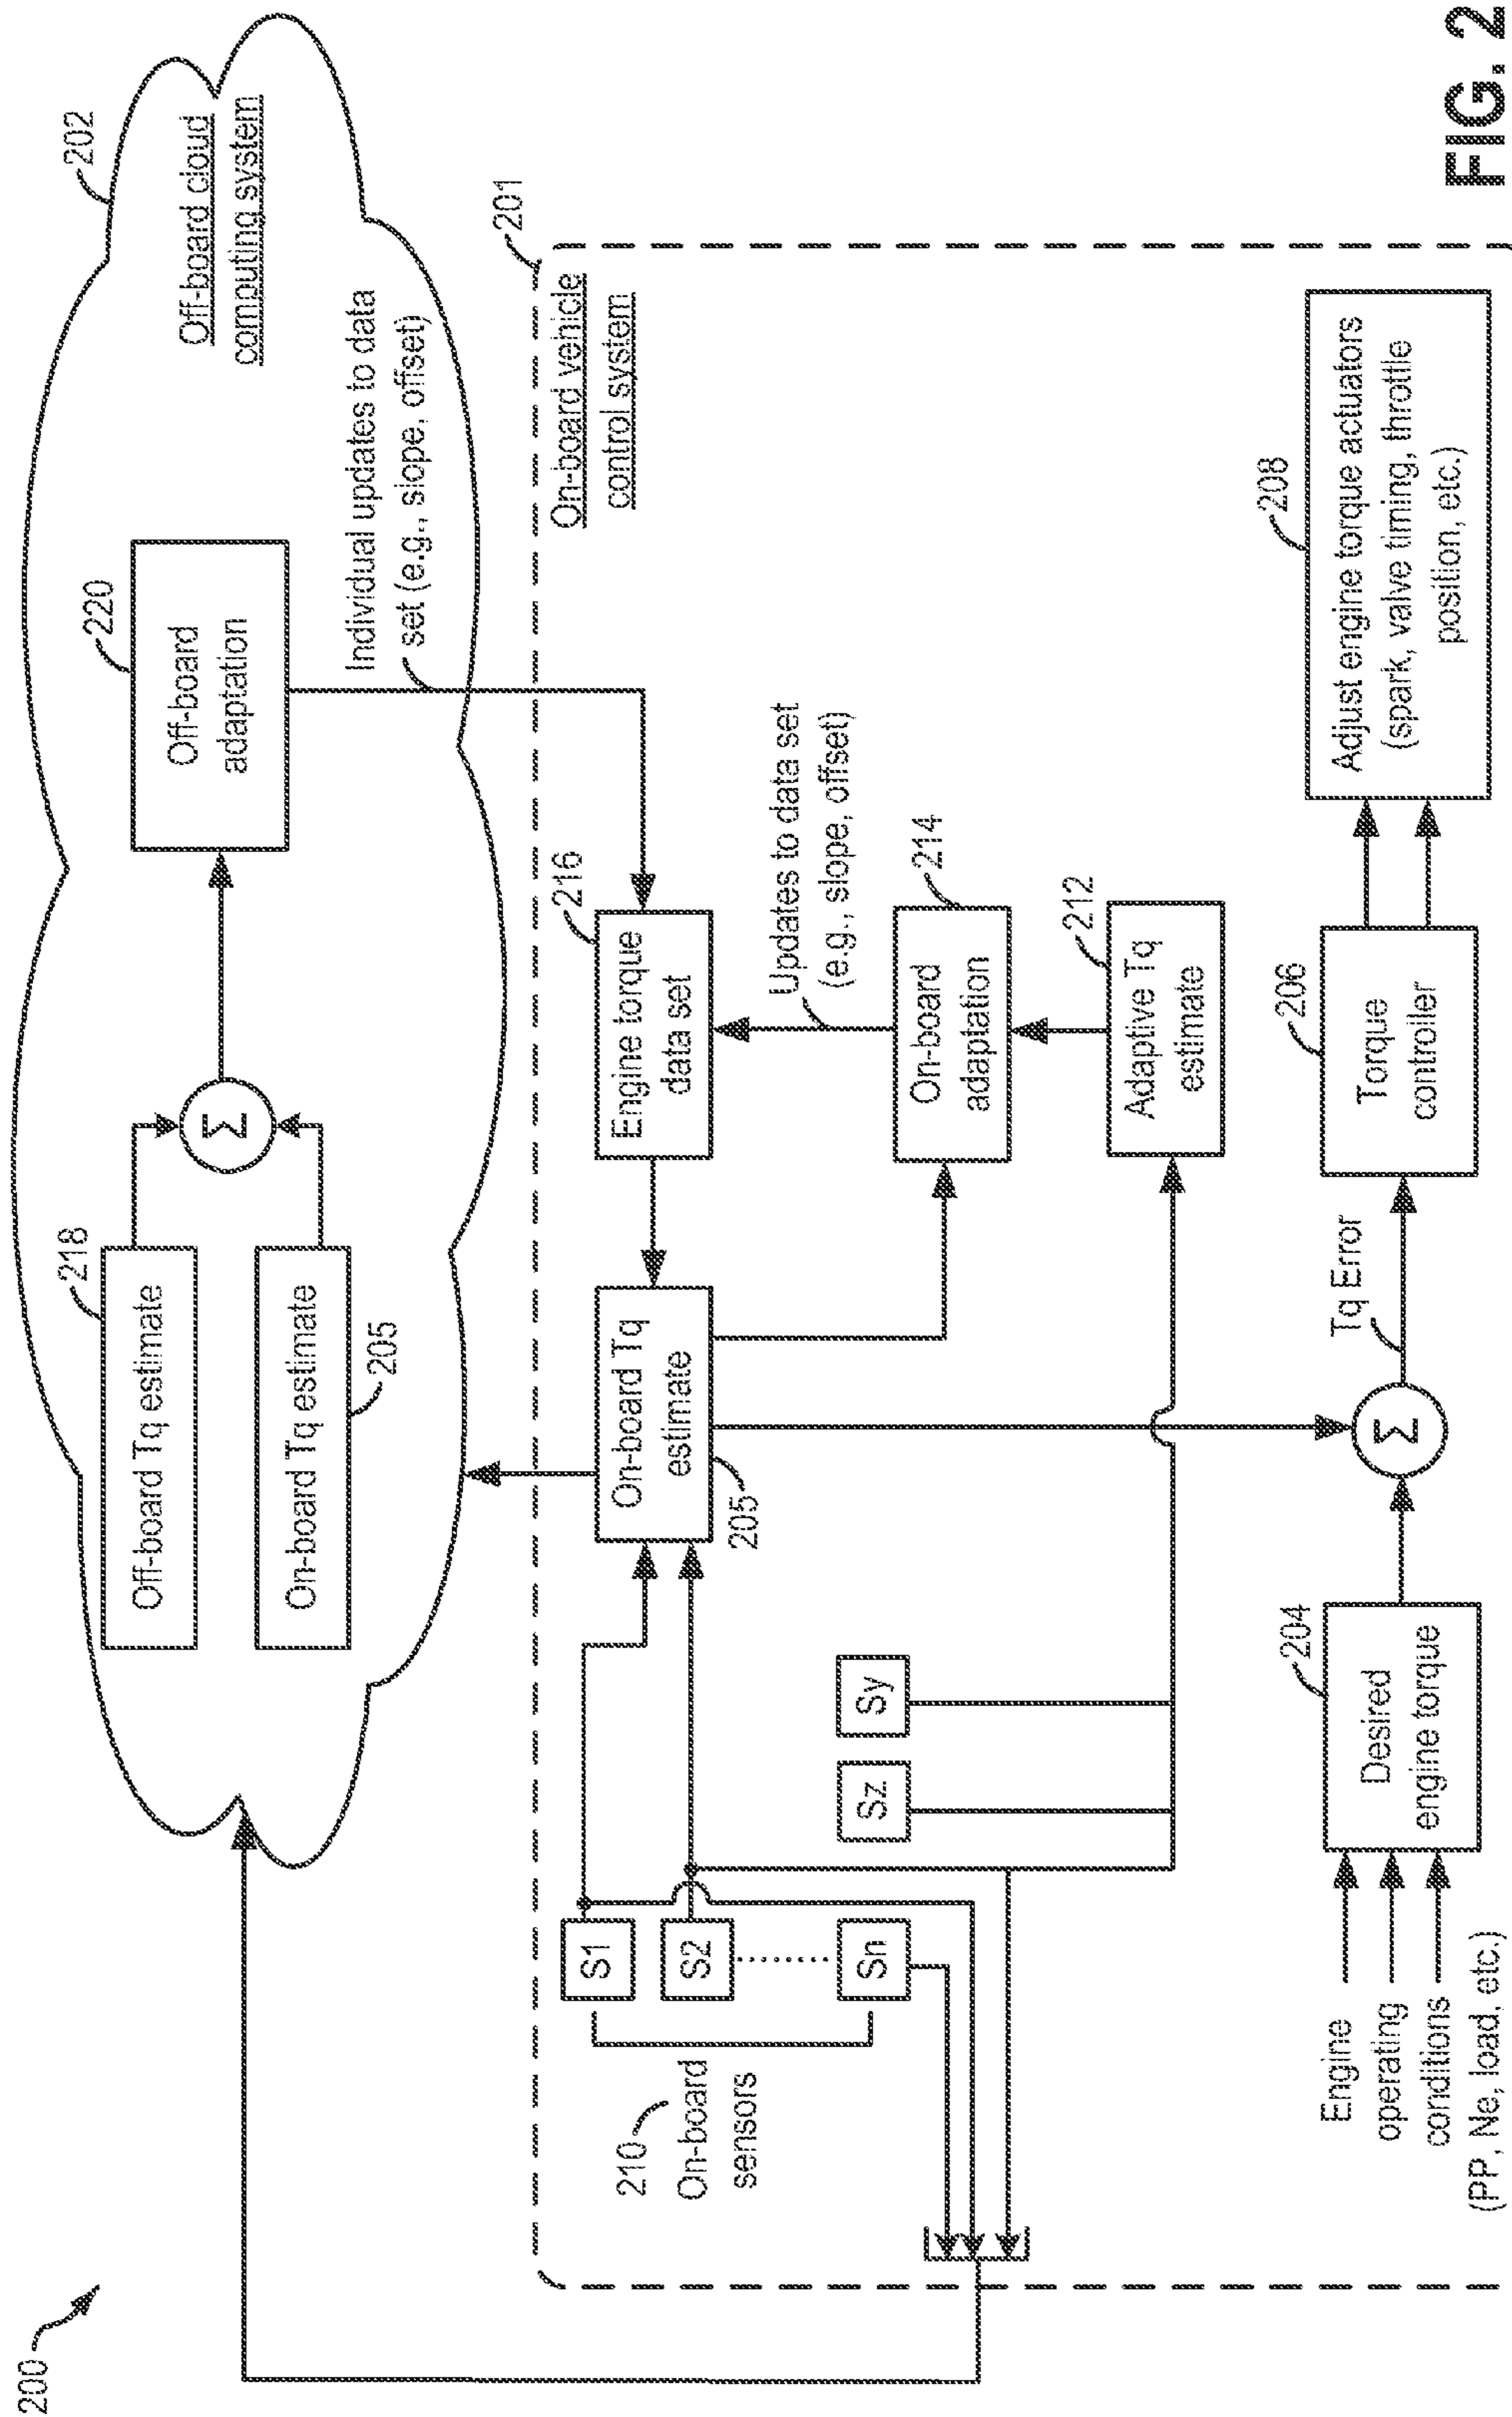 200
202
Off-board cloud
computing system
218
Off-board Tq estimate
On-board Tq estimate
205
Σ
220
Off-board
adaptation
Individual updates to data
set (e.g., slope, offset)
201
On-board vehicle
control system
210
On-board
sensors
S1
S2
Sn
Sz
Sy
On-board Tq
estimate
205
216
Engine torque
data set
Updates to data set
(e.g., slope, offset)
214
On-board
adaptation
212
Adaptive Tq
estimate
Engine
operating
conditions
(PP, Ne, load, etc.)
204
Desired
engine torque
Σ
Tq Error
206
Torque
controller
208
Adjust engine torque actuators
(spark, valve timing, throttle
position, etc.)
FIG. 2